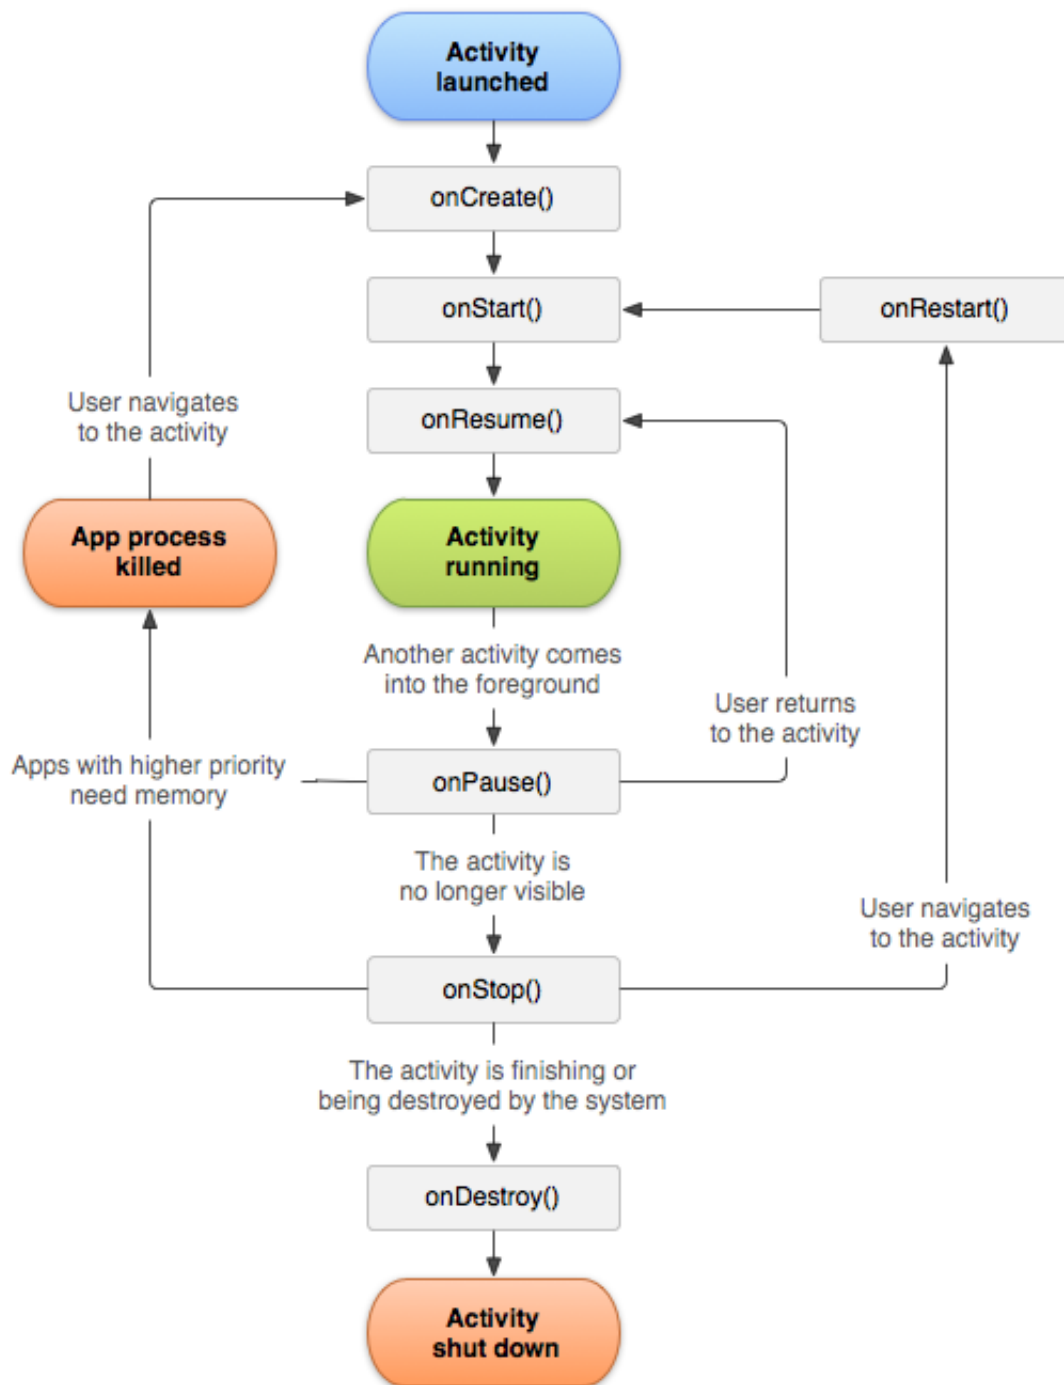 Activity
launched
onCreate()
onStart()
onRestart()
onResume()
User navigates
to the activity
App process
killed
Activity
running
Another activity comes
into the foreground
User returns
to the activity
Apps with higher priority
need memory
onPause()
The activity is
no longer visible
User navigates
to the activity
onStop()
The activity is finishing or
being destroyed by the system
onDestroy()
Activity
shut down